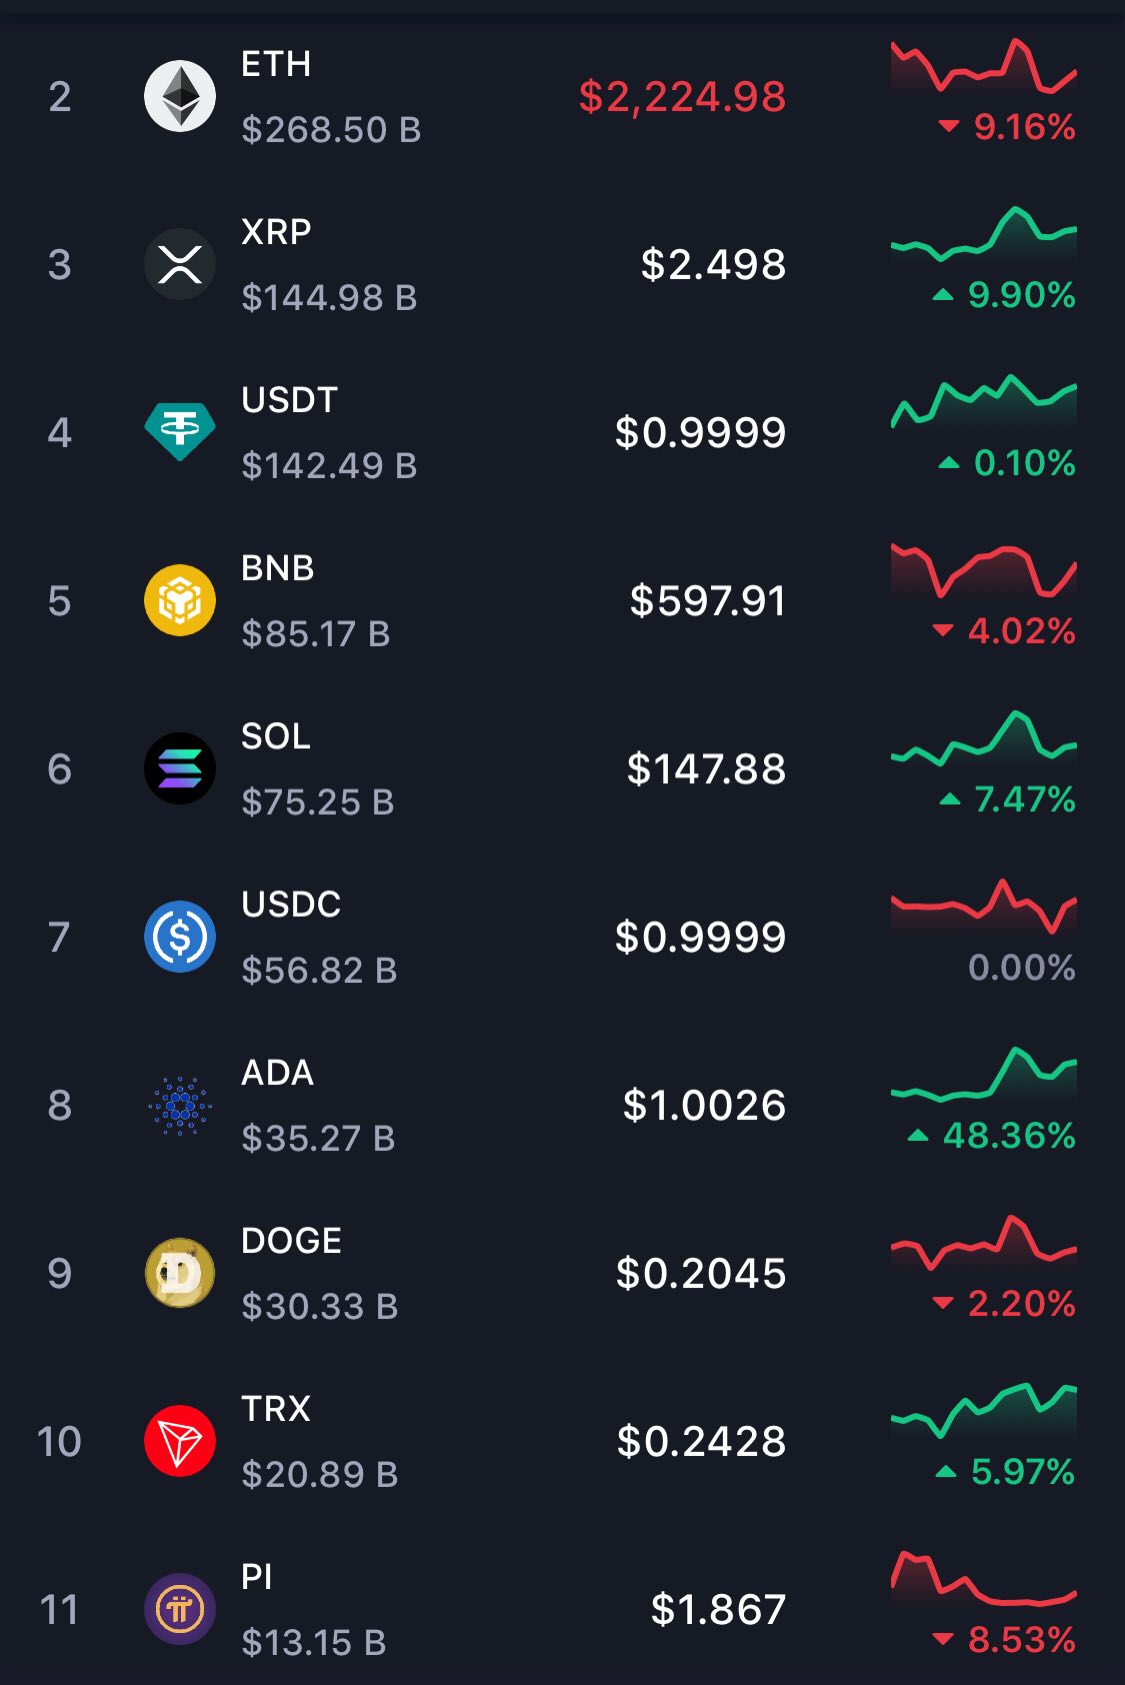 2
ETH
$268.50 B
$2,224.98
9.16%
3
XRP
$144.98 B
$2.498
9.90%
4
USDT
$142.49 B
$0.9999
0.10%
5
BNB
$85.17 B
$597.91
4.02%
6
SOL
$75.25 B
$147.88
7.47%
7
USDC
$56.82 B
$0.9999
0.00%
8
ADA
$35.27 B
$1.0026
48.36%
9
DOGE
$30.33 B
$0.2045
2.20%
10
TRX
$20.89 B
$0.2428
5.97%
11
PI
$13.15 B
$1.867
8.53%